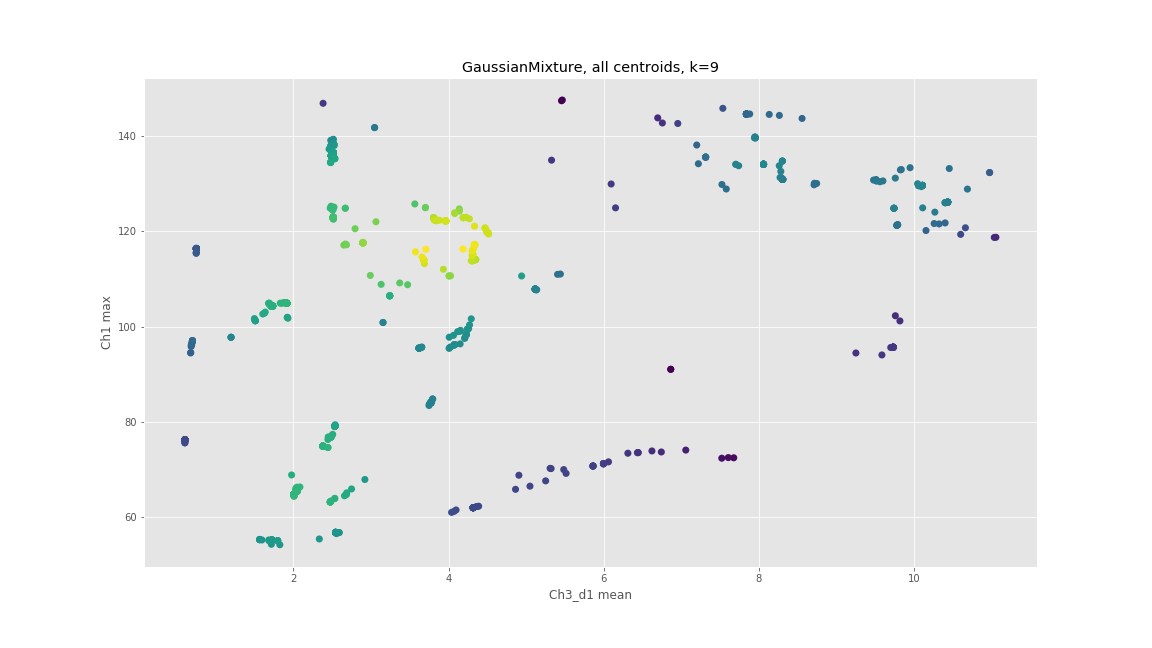 GaussianMixture, all centroids, k=9
Ch1 max
140
120
100
80
60
2 4 6 8 10
Ch3_d1 mean